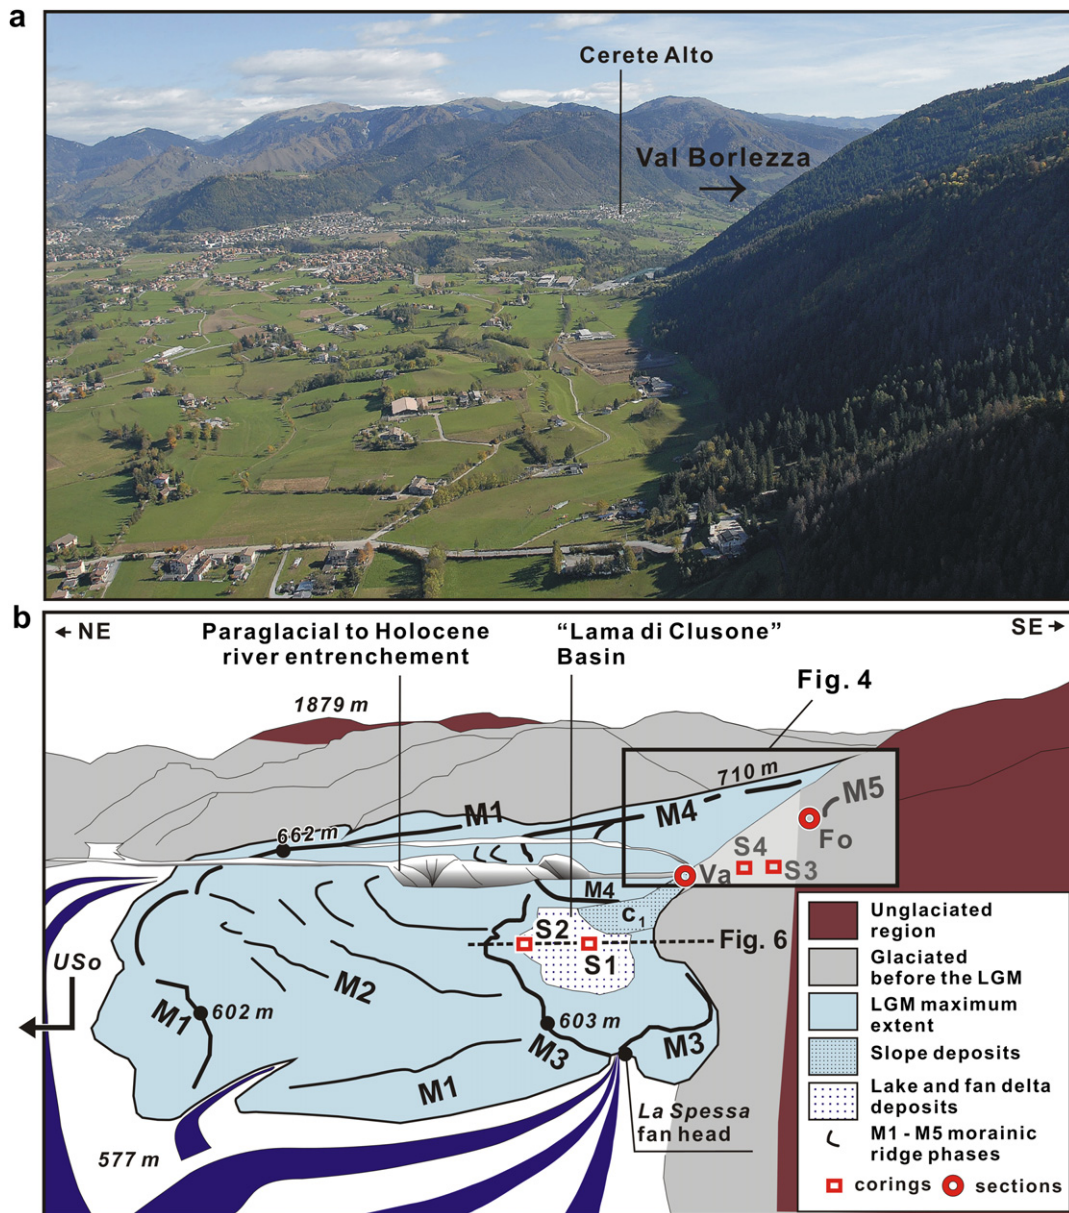 a
Cerete Alto
Val Borlezza
→
b
← NE
Paraglacial to Holocene
river entrenchement
“Lama di Clusone”
Basin
SE →
Fig. 4
1879 m
710 m
M5
M1
M4
662 m
Fo
S4
S3
Va
M4
C1
S2
S1
Fig. 6
USo
M2
M1
602 m
603 m
M3
M3
M1
La Spessa
fan head
577 m
Unglaciated
region
Glaciated
before the LGM
LGM maximum
extent
Slope deposits
Lake and fan delta
deposits
M1 - M5 morainic
ridge phases
corings
sections